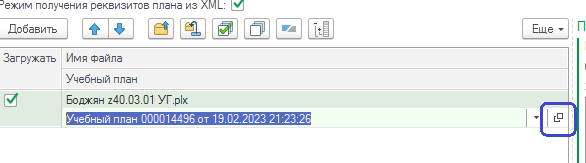 Режим получения реквизитов плана из XML:
Добавить Еще П
Загружать Имя файла
Учебный план
Боджян z40.03.01 УГ.plx
Учебный план 000014496 от 19.02.2023 21:23:26